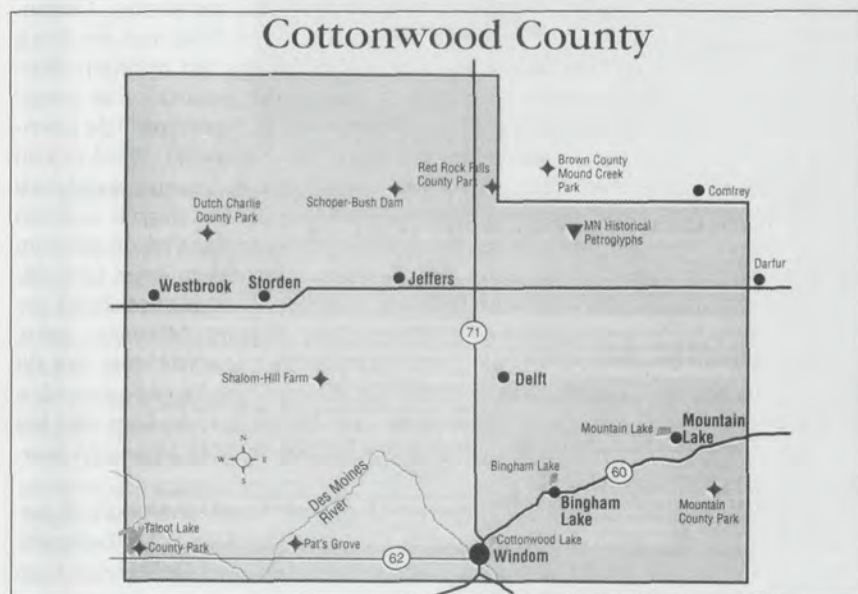 Cottonwood County
Red Rock Falls
County Park
Brown County
Mound Creek
Park
Comfrey
Schoper-Bush Dam
Dutch Charlie
County Park
MN Historical
Petroglyphs
Darfur
Westbrook
Storden
Jeffers
71
Shalom-Hill Farm
Delft
Mountain Lake
Mountain
Lake
N
W
E
S
Des Moines
River
Bingham Lake
60
Bingham
Lake
Mountain
County Park
Talcot Lake
County Park
Pat's Grove
62
Cottonwood Lake
Windom